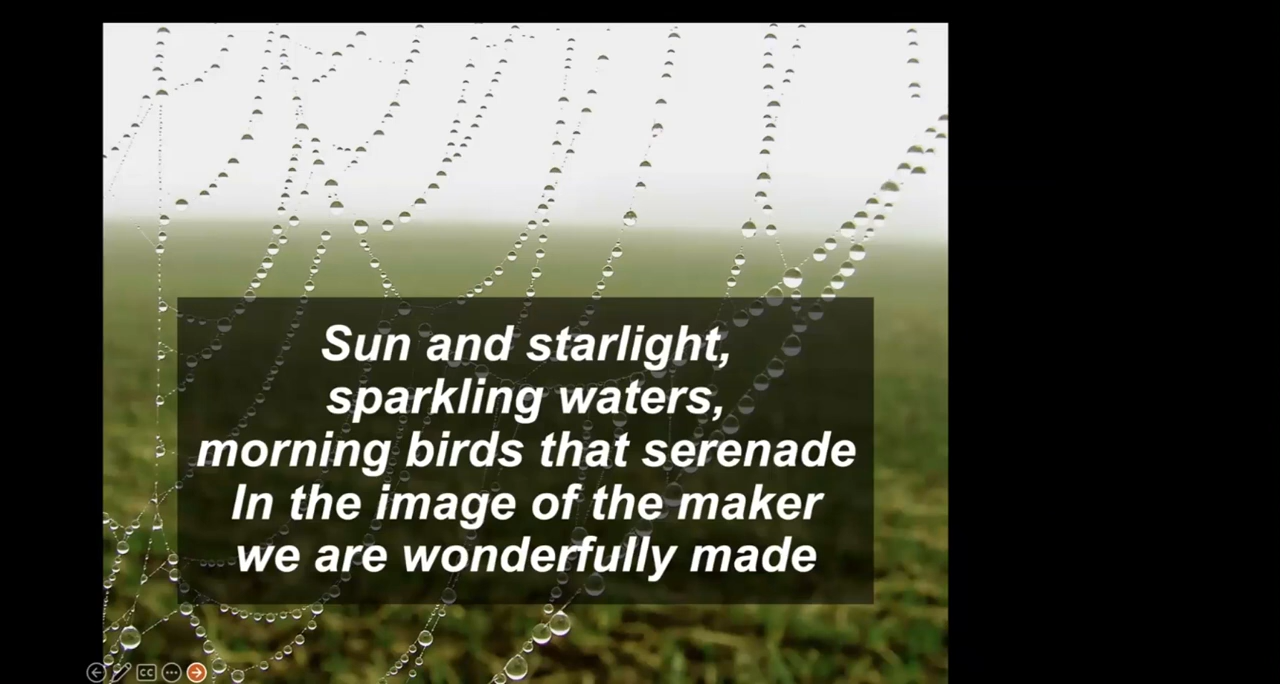 Sun and starlight,
sparkling waters,
morning birds that serenade
In the image of the maker
we are wonderfully made
CC